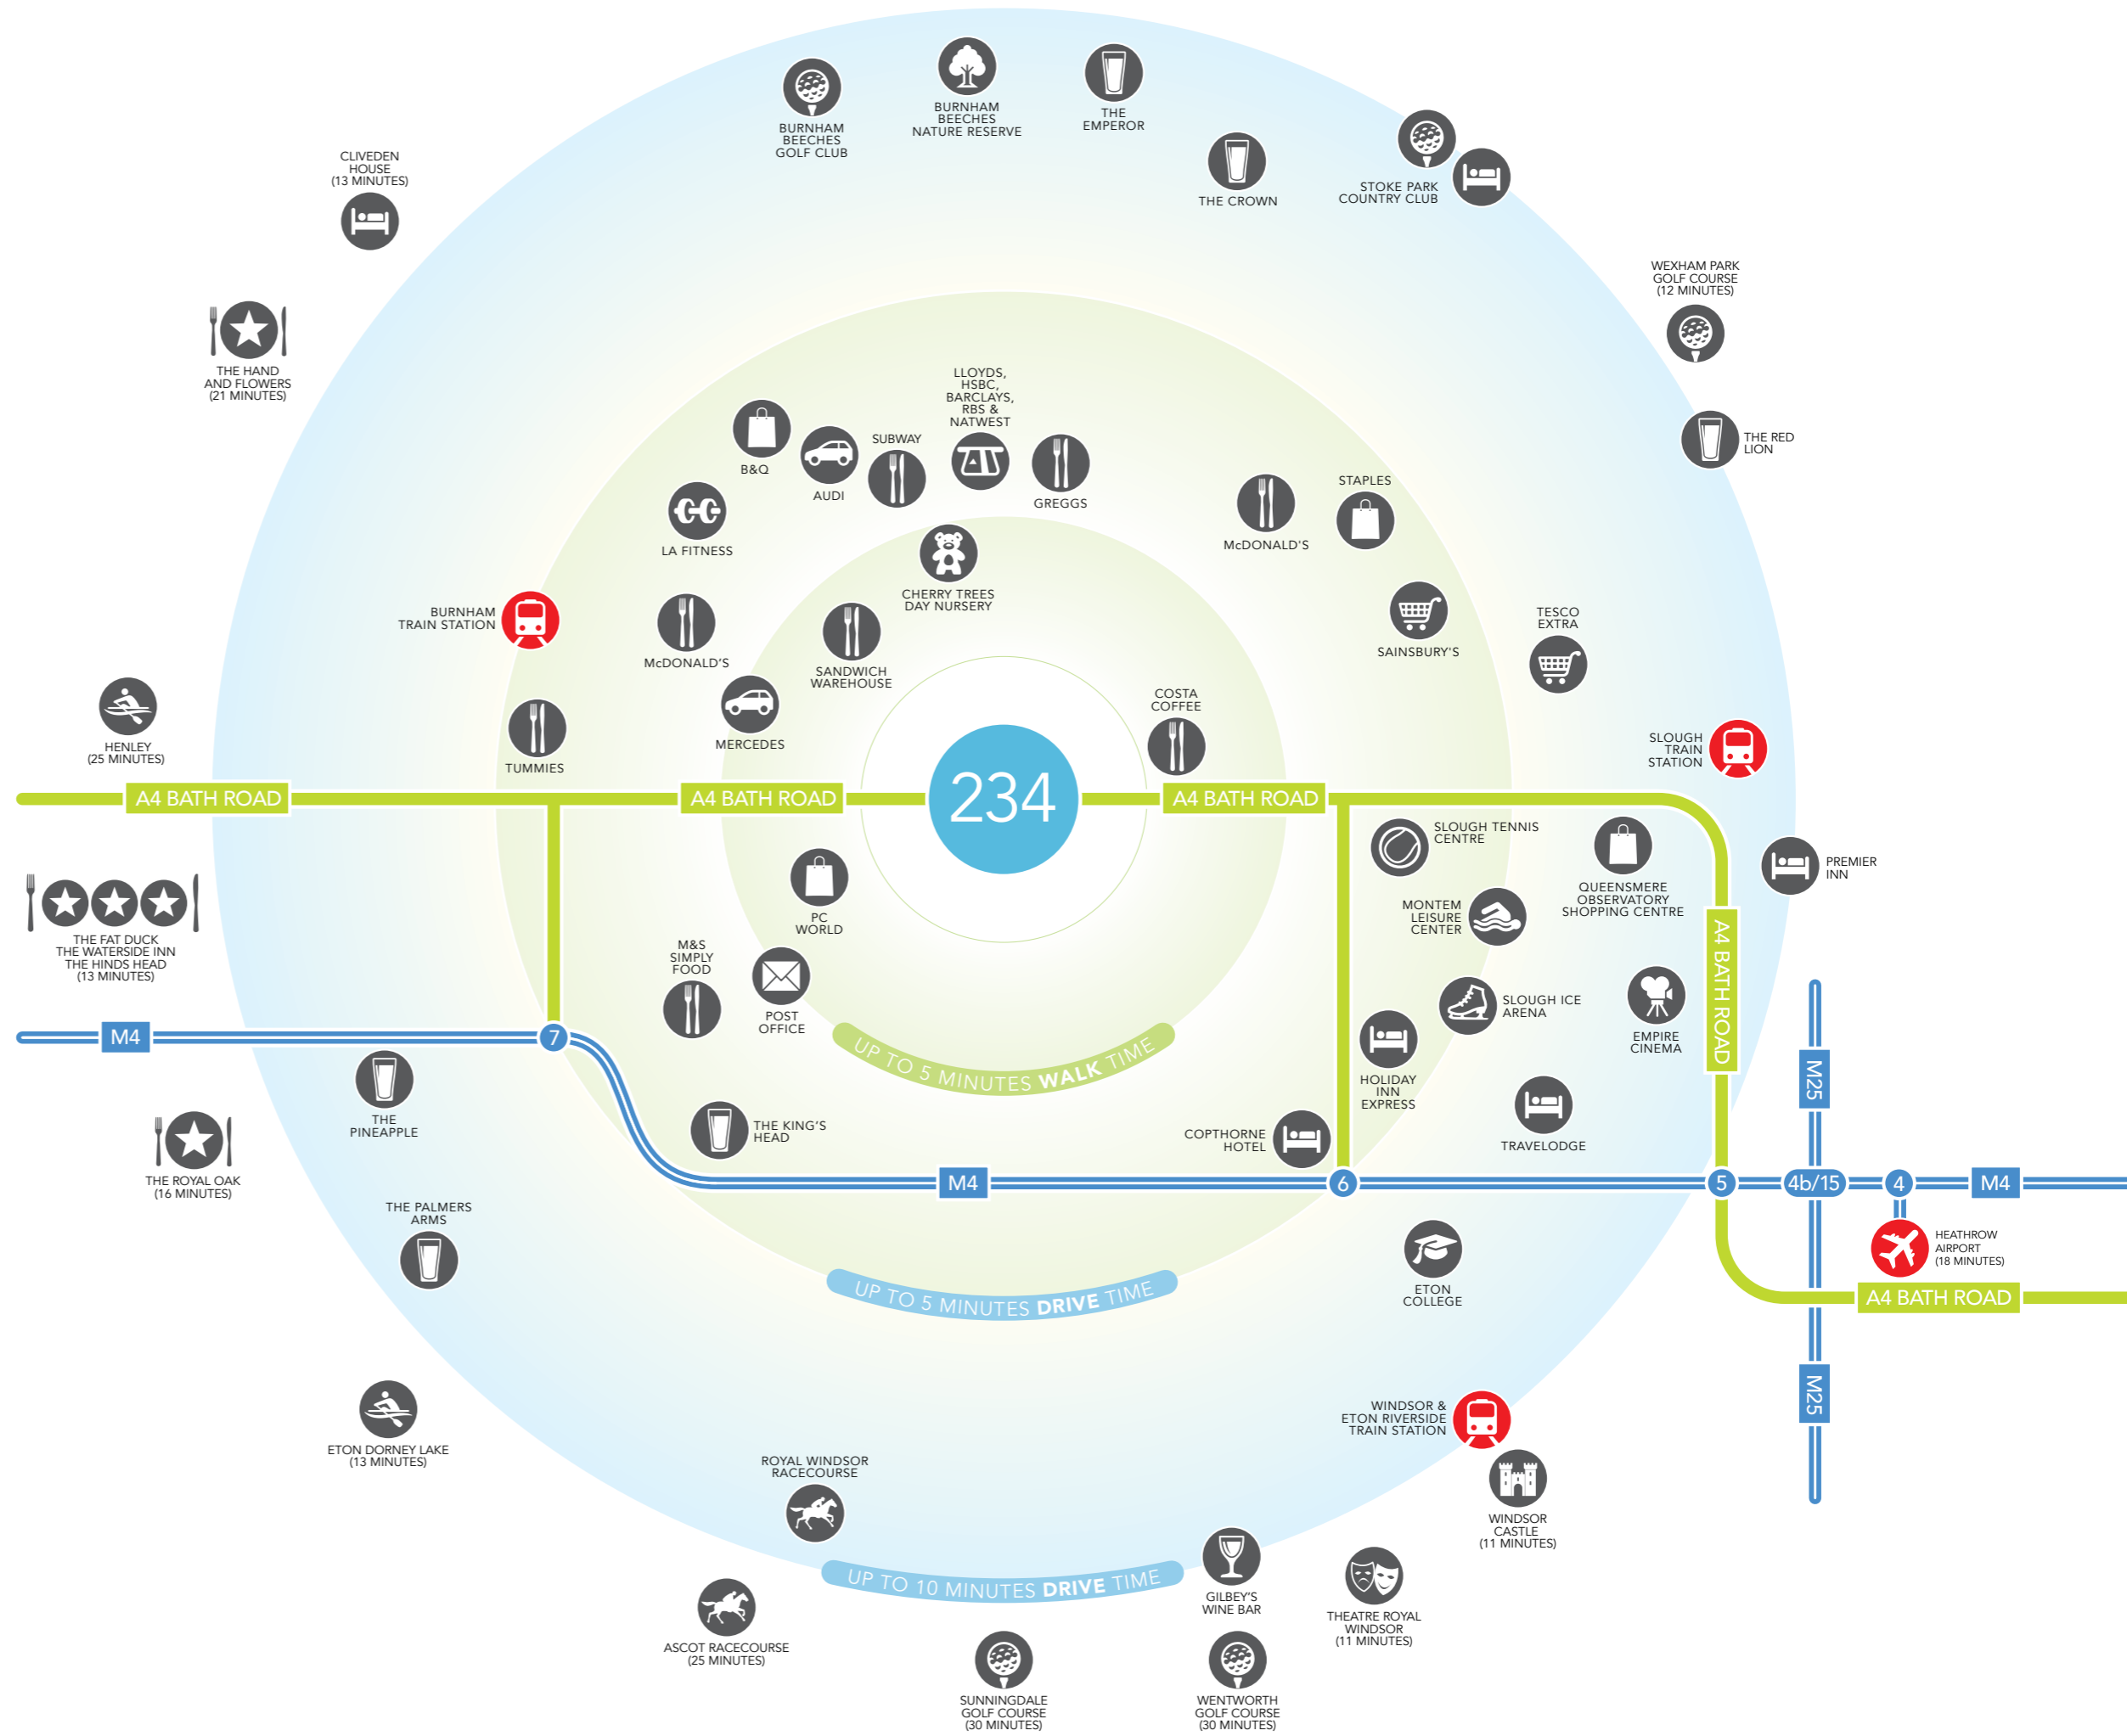 BURNHAM
BEECHES
GOLF CLUB
BURNHAM
BEECHES
NATURE RESERVE
THE
EMPEROR
THE CROWN
STOKE PARK
COUNTRY CLUB
CLIVEDEN
HOUSE
(13 MINUTES)
WEXHAM PARK
GOLF COURSE
(12 MINUTES)
THE HAND
AND FLOWERS
(21 MINUTES)
THE RED
LION
LLOYDS,
HSBC,
BARCLAYS,
RBS &
NATWEST
B&Q
AUDI
SUBWAY
GREGGS
McDONALD'S
STAPLES
LA FITNESS
CHERRY TREES
DAY NURSERY
BURNHAM
TRAIN STATION
McDONALD'S
SANDWICH
WAREHOUSE
SAINSBURY'S
TESCO
EXTRA
HENLEY
(25 MINUTES)
TUMMIES
MERCEDES
COSTA
COFFEE
SLOUGH
TRAIN
STATION
A4 BATH ROAD
A4 BATH ROAD
234
A4 BATH ROAD
SLOUGH TENNIS
CENTRE
PREMIER
INN
THE FAT DUCK
THE WATERSIDE INN
THE HINDS HEAD
(13 MINUTES)
PC
WORLD
MONTEM
LEISURE
CENTER
QUEENSMERE
OBSERVATORY
SHOPPING CENTRE
A4 BATH ROAD
M&S
SIMPLY
FOOD
POST
OFFICE
SLOUGH ICE
ARENA
EMPIRE
CINEMA
M4
7
UP TO 5 MINUTES WALK TIME
HOLIDAY
INN
EXPRESS
M25
THE
PINEAPPLE
THE KING'S
HEAD
COPTHORNE
HOTEL
TRAVELODGE
THE ROYAL OAK
(16 MINUTES)
M4
6
5
4b/15
4
M4
THE PALMERS
ARMS
ETON
COLLEGE
HEATHROW
AIRPORT
(18 MINUTES)
UP TO 5 MINUTES DRIVE TIME
A4 BATH ROAD
M25
ETON DORNEY LAKE
(13 MINUTES)
WINDSOR &
ETON RIVERSIDE
TRAIN STATION
ROYAL WINDSOR
RACECOURSE
WINDSOR
CASTLE
(11 MINUTES)
UP TO 10 MINUTES DRIVE TIME
GILBEY'S
WINE BAR
THEATRE ROYAL
WINDSOR
(11 MINUTES)
ASCOT RACECOURSE
(25 MINUTES)
SUNNINGDALE
GOLF COURSE
(30 MINUTES)
WENTWORTH
GOLF COURSE
(30 MINUTES)